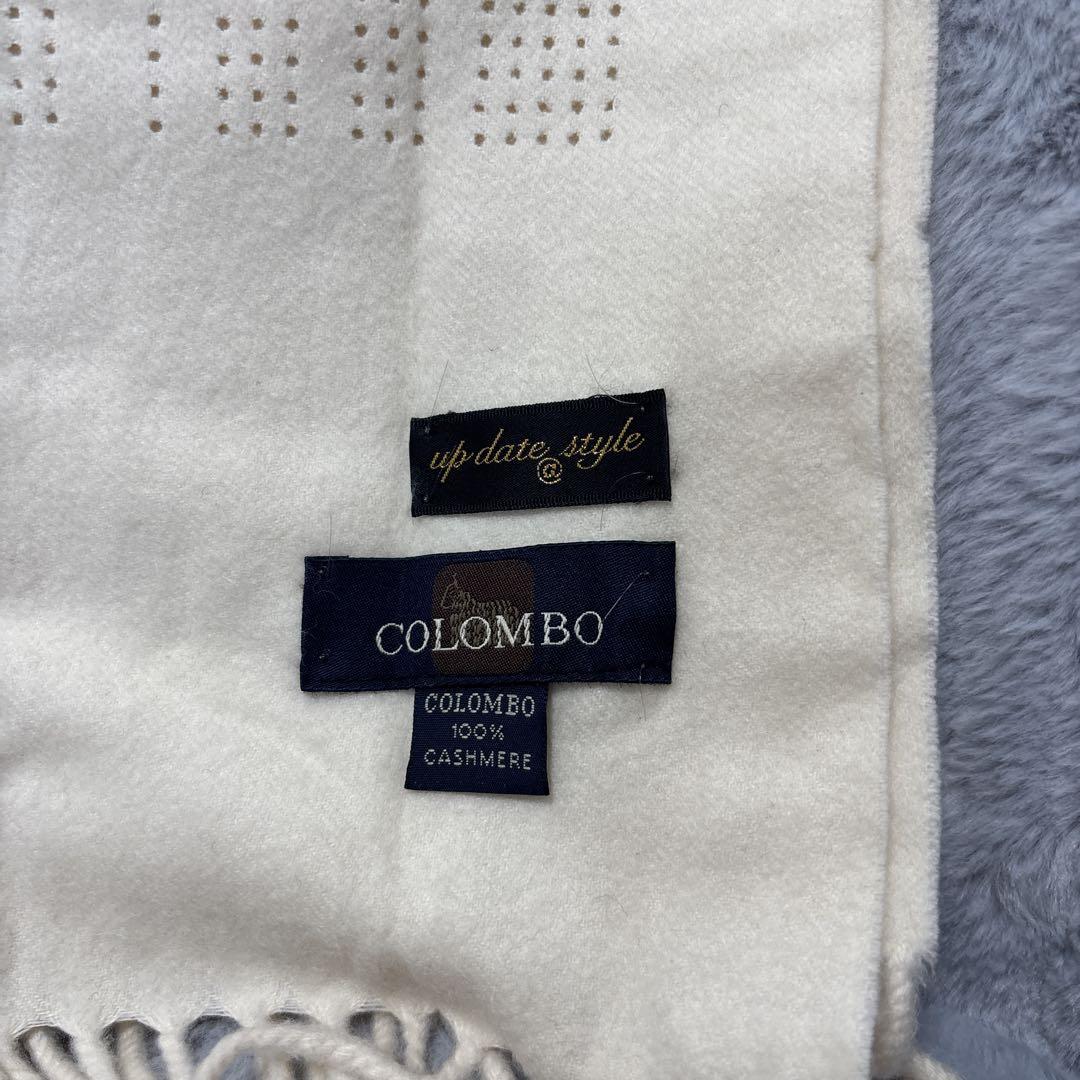 up date style
@
COLOMBO
COLOMBO
100%
CASHMERE